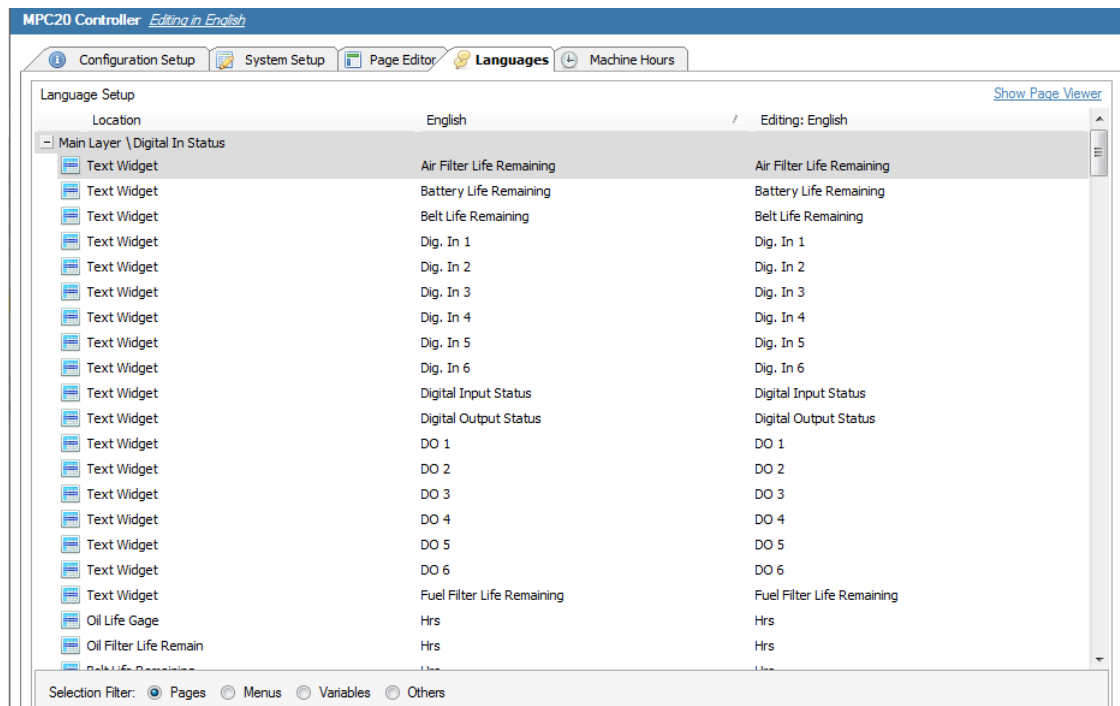 MPC20 Controller Editing in English
Configuration Setup System Setup Page Editor Languages Machine Hours
Language Setup Show Page Viewer
Location English / Editing: English
Main Layer \ Digital In Status
Text Widget Air Filter Life Remaining Air Filter Life Remaining
Text Widget Battery Life Remaining Battery Life Remaining
Text Widget Belt Life Remaining Belt Life Remaining
Text Widget Dig. In 1 Dig. In 1
Text Widget Dig. In 2 Dig. In 2
Text Widget Dig. In 3 Dig. In 3
Text Widget Dig. In 4 Dig. In 4
Text Widget Dig. In 5 Dig. In 5
Text Widget Dig. In 6 Dig. In 6
Text Widget Digital Input Status Digital Input Status
Text Widget Digital Output Status Digital Output Status
Text Widget DO 1 DO 1
Text Widget DO 2 DO 2
Text Widget DO 3 DO 3
Text Widget DO 4 DO 4
Text Widget DO 5 DO 5
Text Widget DO 6 DO 6
Text Widget Fuel Filter Life Remaining Fuel Filter Life Remaining
Oil Life Gage Hrs Hrs
Oil Filter Life Remain Hrs Hrs
Belt Life Remaining Hrs Hrs
Selection Filter: Pages Menus Variables Others